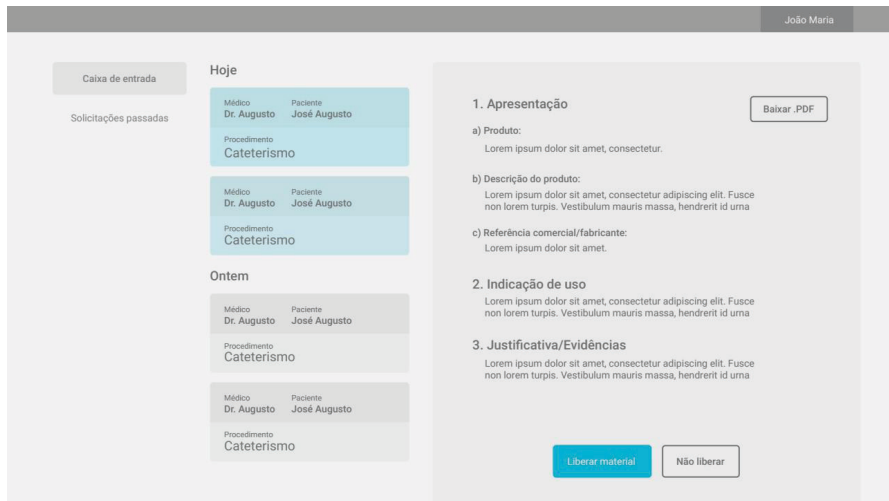 João Maria
Caixa de entrada
Solicitações passadas
Hoje
Médico Paciente
Dr. Augusto José Augusto
Procedimento
Cateterismo
Médico Paciente
Dr. Augusto José Augusto
Procedimento
Cateterismo
Ontem
Médico Paciente
Dr. Augusto José Augusto
Procedimento
Cateterismo
Médico Paciente
Dr. Augusto José Augusto
Procedimento
Cateterismo
1. Apresentação
Baixar .PDF
a) Produto:
Lorem ipsum dolor sit amet, consectetur.
b) Descrição do produto:
Lorem ipsum dolor sit amet, consectetur adipiscing elit. Fusce
non lorem turpis. Vestibulum mauris massa, hendrerit id urna
c) Referência comercial/fabricante:
Lorem ipsum dolor sit amet.
2. Indicação de uso
Lorem ipsum dolor sit amet, consectetur adipiscing elit. Fusce
non lorem turpis. Vestibulum mauris massa, hendrerit id urna
3. Justificativa/Evidências
Lorem ipsum dolor sit amet, consectetur adipiscing elit. Fusce
non lorem turpis. Vestibulum mauris massa, hendrerit id urna
Liberar material
Não liberar